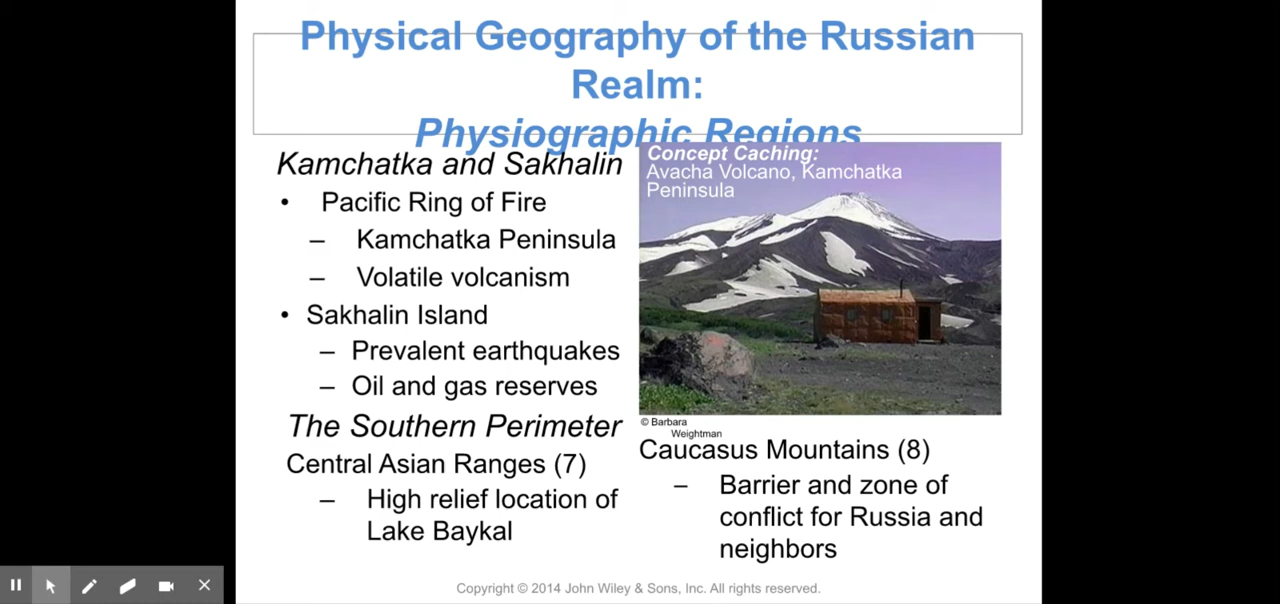 Physical Geography of the Russian
Realm:
Physiographic Regions
Kamchatka and Sakhalin
• Pacific Ring of Fire
– Kamchatka Peninsula
– Volatile volcanism
• Sakhalin Island
– Prevalent earthquakes
– Oil and gas reserves
The Southern Perimeter
Central Asian Ranges (7)
– High relief location of
Lake Baykal
Concept Caching:
Avacha Volcano, Kamchatka
Peninsula
© Barbara
Weightman
Caucasus Mountains (8)
– Barrier and zone of
conflict for Russia and
neighbors
Copyright © 2014 John Wiley & Sons, Inc. All rights reserved.